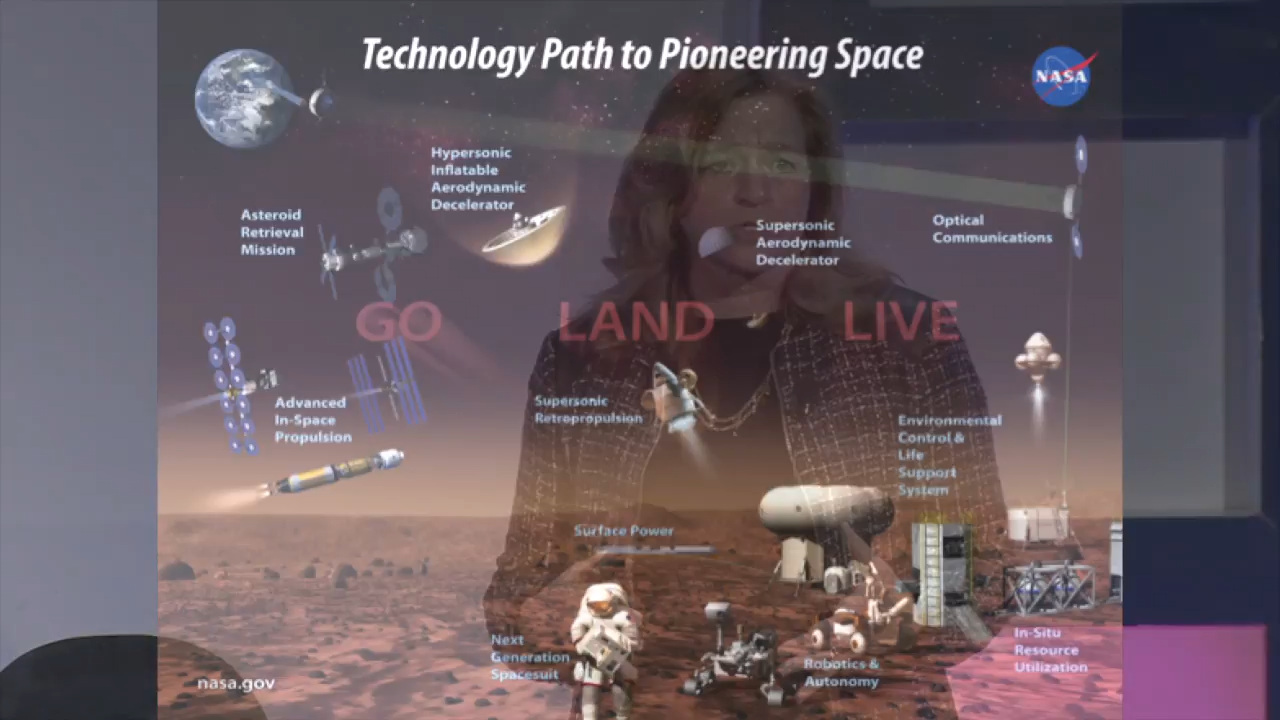 Technology Path to Pioneering Space
NASA
Hypersonic
Inflatable
Aerodynamic
Decelerator
Asteroid
Retrieval
Mission
Supersonic
Aerodynamic
Decelerator
Optical
Communications
GO LAND LIVE
Advanced
In-Space
Propulsion
Supersonic
Retropropulsion
Environmental
Control &
Life
Support
System
Surface Power
Next
Generation
Spacesuit
Robotics &
Autonomy
In-Situ
Resource
Utilization
nasa.gov